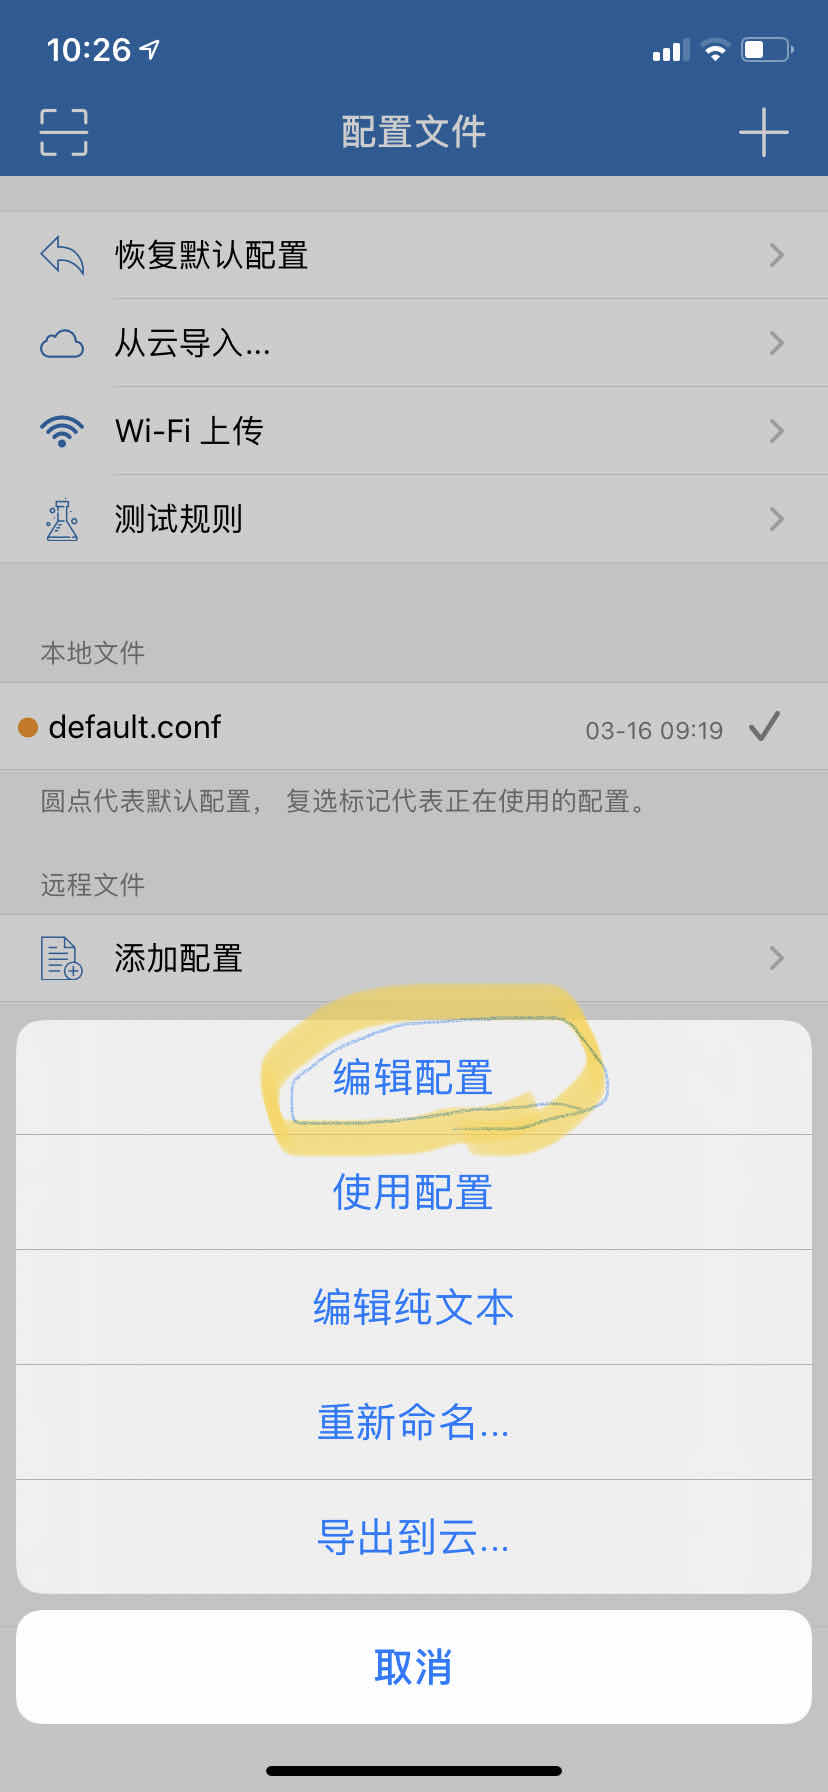 10:26
配置文件
恢复默认配置
从云导入...
Wi-Fi 上传
测试规则
本地文件
default.conf 03-16 09:19
圆点代表默认配置， 复选标记代表正在使用的配置。
远程文件
添加配置
编辑配置
使用配置
编辑纯文本
重新命名...
导出到云...
取消